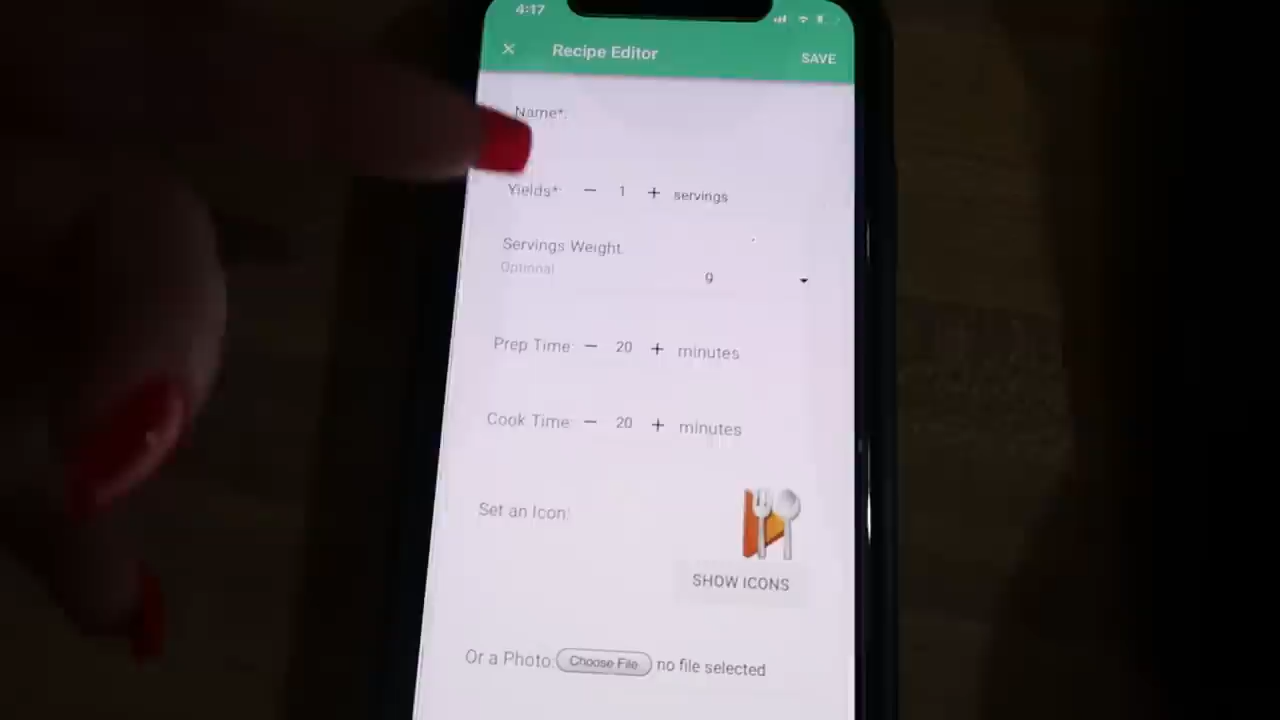 4:17
Recipe Editor
SAVE
Name*:
Yields*: − 1 + servings
Servings Weight:
Optional g
Prep Time: − 20 + minutes
Cook Time: − 20 + minutes
Set an Icon:
SHOW ICONS
Or a Photo: Choose File no file selected